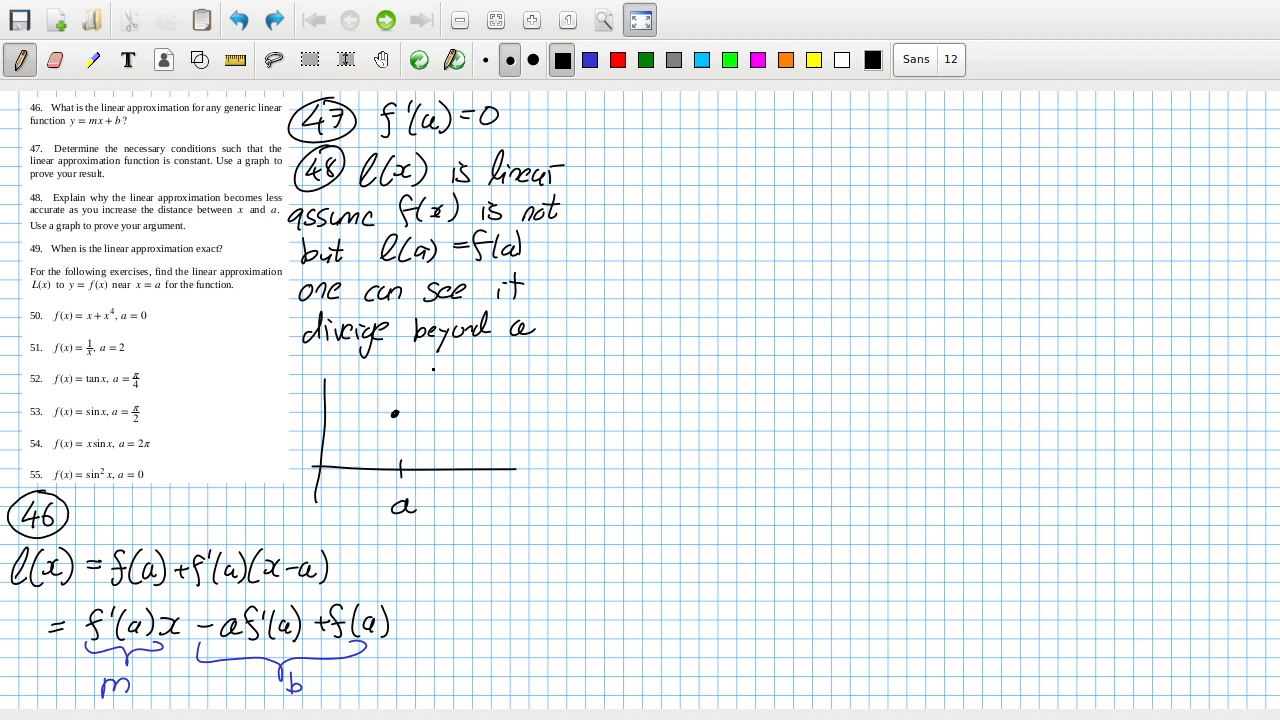 Sans 12
46. What is the linear approximation for any generic linear
function y = mx + b ?
47. Determine the necessary conditions such that the
linear approximation function is constant. Use a graph to
prove your result.
48. Explain why the linear approximation becomes less
accurate as you increase the distance between x and a.
Use a graph to prove your argument.
49. When is the linear approximation exact?
For the following exercises, find the linear approximation
L(x) to y = f(x) near x = a for the function.
50. f(x) = x + x⁴, a = 0
51. f(x) = 1/x, a = 2
52. f(x) = tan x, a = π/4
53. f(x) = sin x, a = π/2
54. f(x) = x sin x, a = 2π
55. f(x) = sin² x, a = 0
46
l(x) = f(a) + f'(a)(x-a)
= f'(a)x - af'(a) + f(a)
m b
47 f'(a) = 0
48 l(x) is linear
assume f(x) is not
but l(a) = f(a)
one can see it
diverge beyond a
a